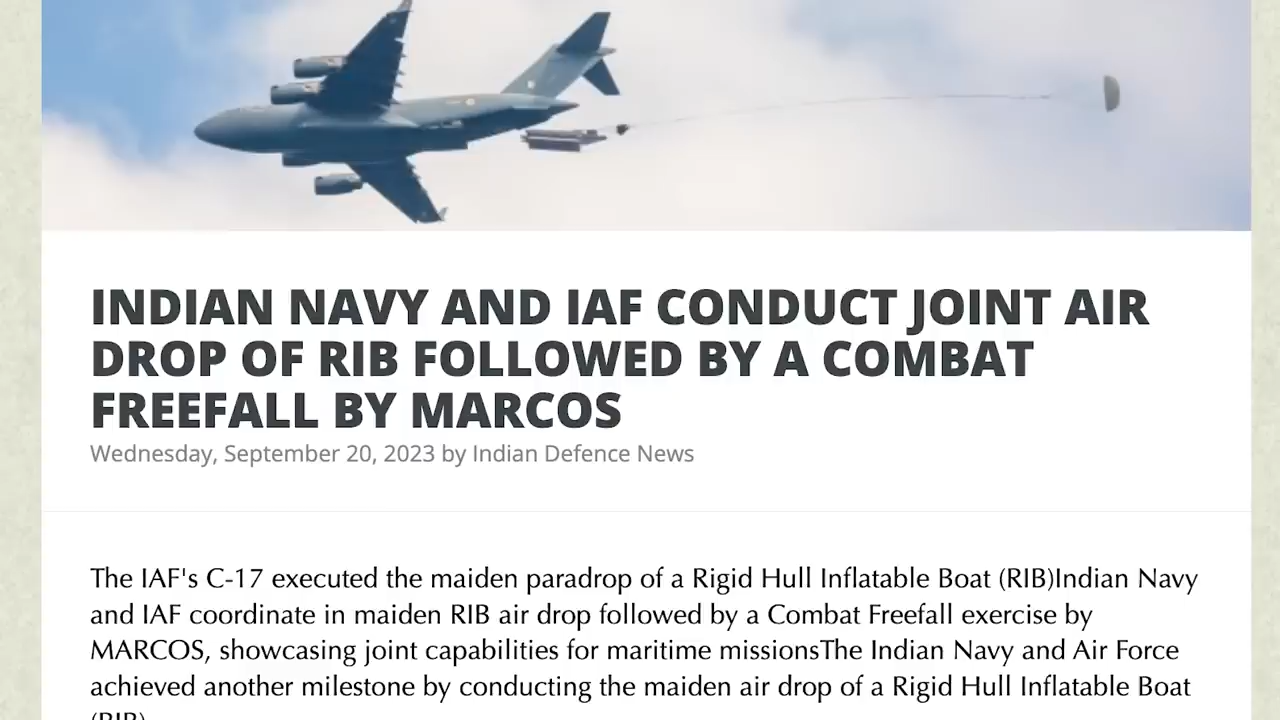 INDIAN NAVY AND IAF CONDUCT JOINT AIR
DROP OF RIB FOLLOWED BY A COMBAT
FREEFALL BY MARCOS
Wednesday, September 20, 2023 by Indian Defence News
The IAF's C-17 executed the maiden paradrop of a Rigid Hull Inflatable Boat (RIB)Indian Navy
and IAF coordinate in maiden RIB air drop followed by a Combat Freefall exercise by
MARCOS, showcasing joint capabilities for maritime missionsThe Indian Navy and Air Force
achieved another milestone by conducting the maiden air drop of a Rigid Hull Inflatable Boat
(RIB)